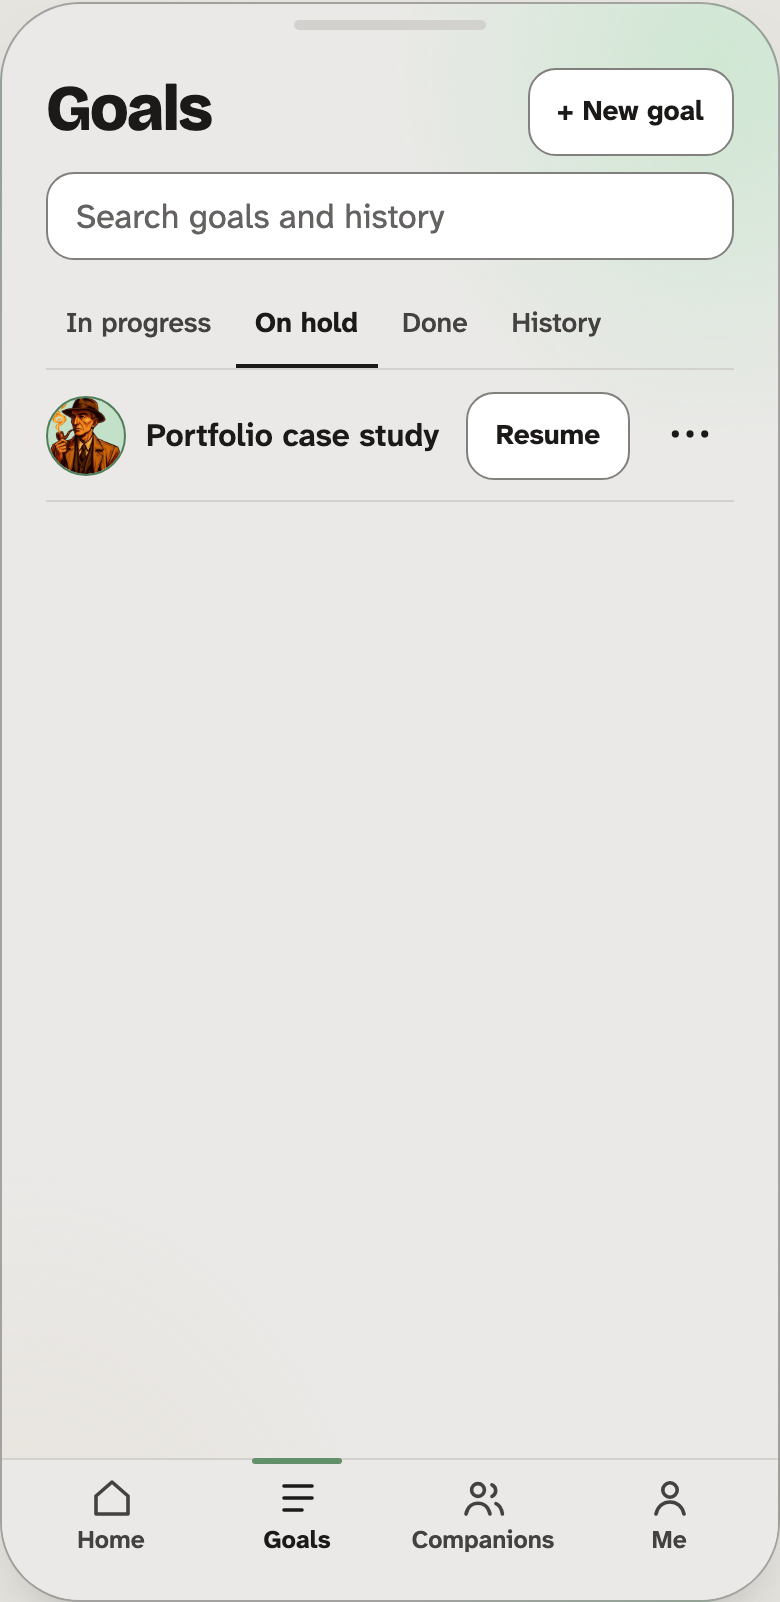 Goals
+ New goal
Search goals and history
In progress On hold Done History
Portfolio case study Resume
Home Goals Companions Me